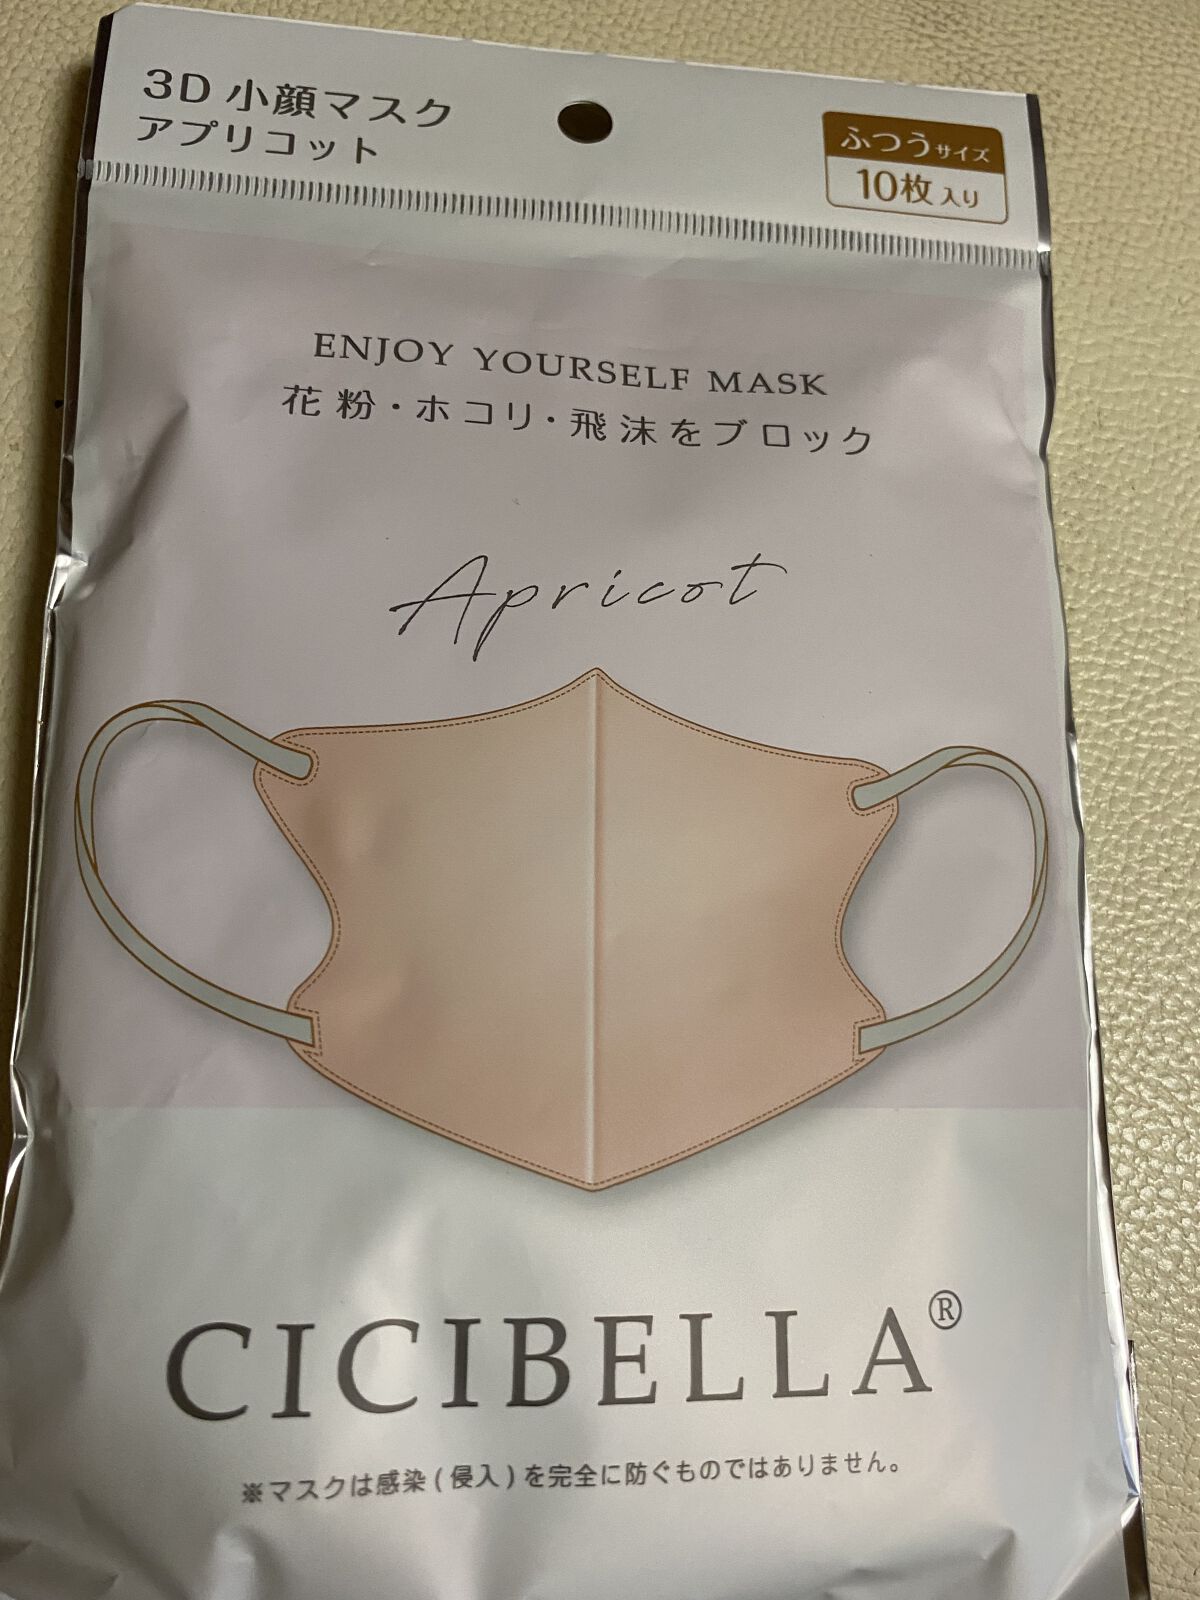 3D 小顔マスク
アプリコット
ふつうサイズ
10枚入り
ENJOY YOURSELF MASK
花粉・ホコリ・飛沫をブロック
Apricot
CICIBELLA®
※マスクは感染(侵入)を完全に防ぐものではありません。